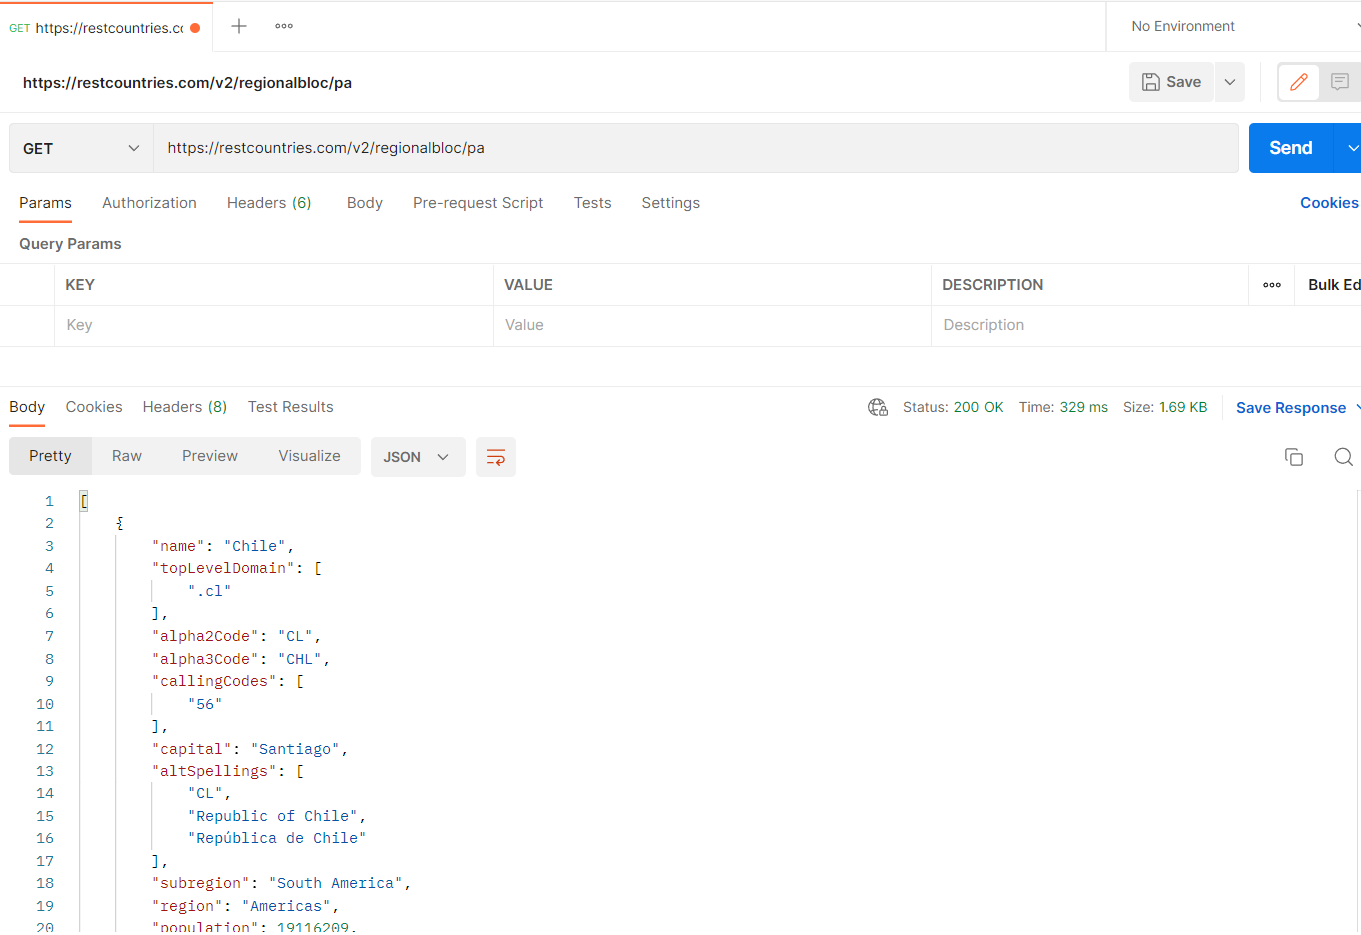 GET https://restcountries.co
No Environment
https://restcountries.com/v2/regionalbloc/pa
Save
GET https://restcountries.com/v2/regionalbloc/pa Send
Params Authorization Headers (6) Body Pre-request Script Tests Settings Cookies
Query Params
KEY VALUE DESCRIPTION Bulk Ed
Key Value Description
Body Cookies Headers (8) Test Results Status: 200 OK Time: 329 ms Size: 1.69 KB Save Response
Pretty Raw Preview Visualize JSON
1 [
2 {
3 "name": "Chile",
4 "topLevelDomain": [
5 ".cl"
6 ],
7 "alpha2Code": "CL",
8 "alpha3Code": "CHL",
9 "callingCodes": [
10 "56"
11 ],
12 "capital": "Santiago",
13 "altSpellings": [
14 "CL",
15 "Republic of Chile",
16 "República de Chile"
17 ],
18 "subregion": "South America",
19 "region": "Americas",
20 "population": 19116209,